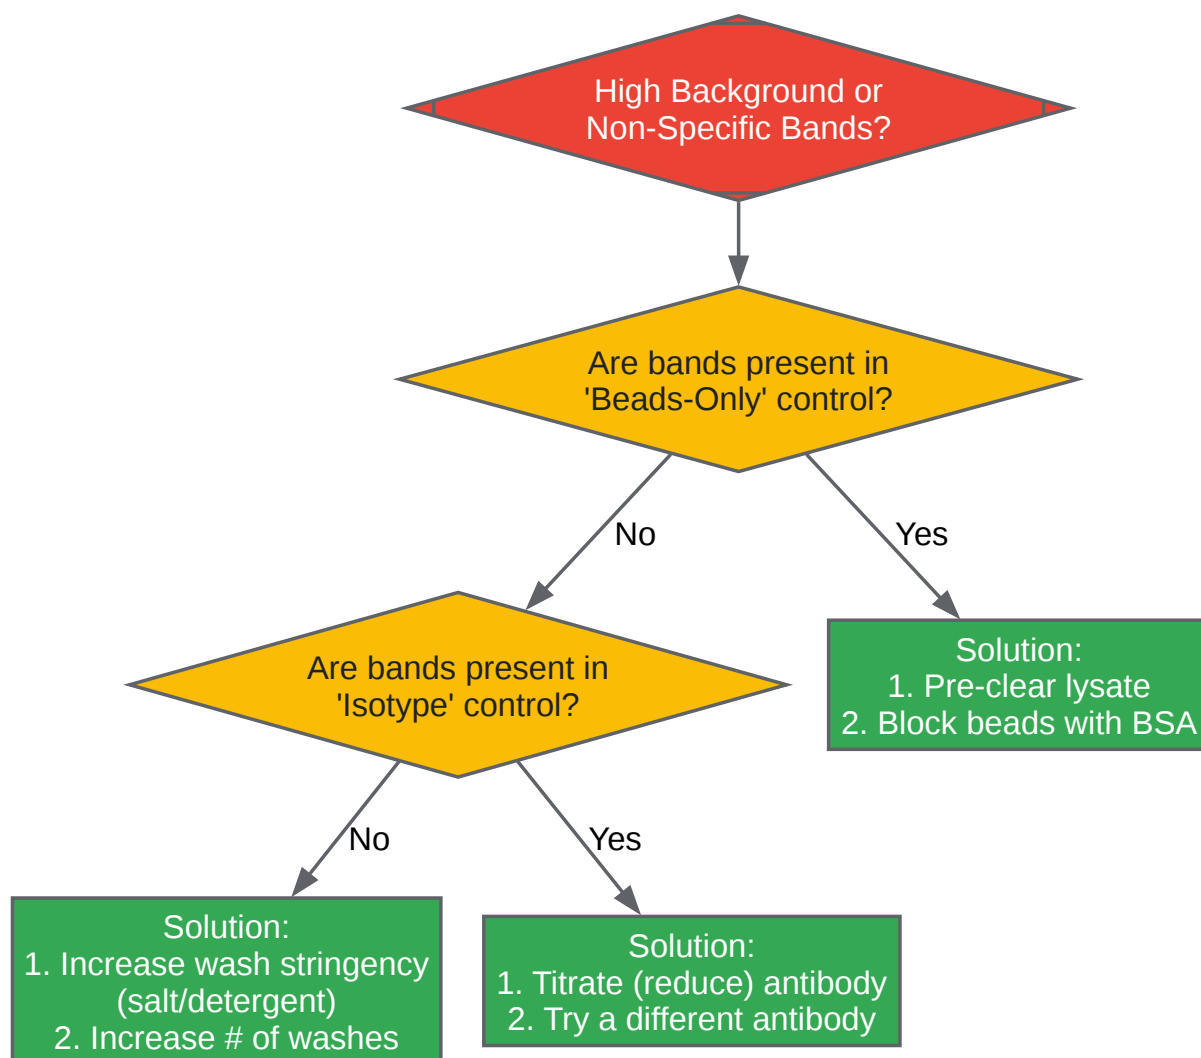 High Background or
Non-Specific Bands?
Are bands present in
'Beads-Only' control?
No
Yes
Are bands present in
'Isotype' control?
Solution:
1. Pre-clear lysate
2. Block beads with BSA
No
Yes
Solution:
1. Increase wash stringency
(salt/detergent)
2. Increase # of washes
Solution:
1. Titrate (reduce) antibody
2. Try a different antibody